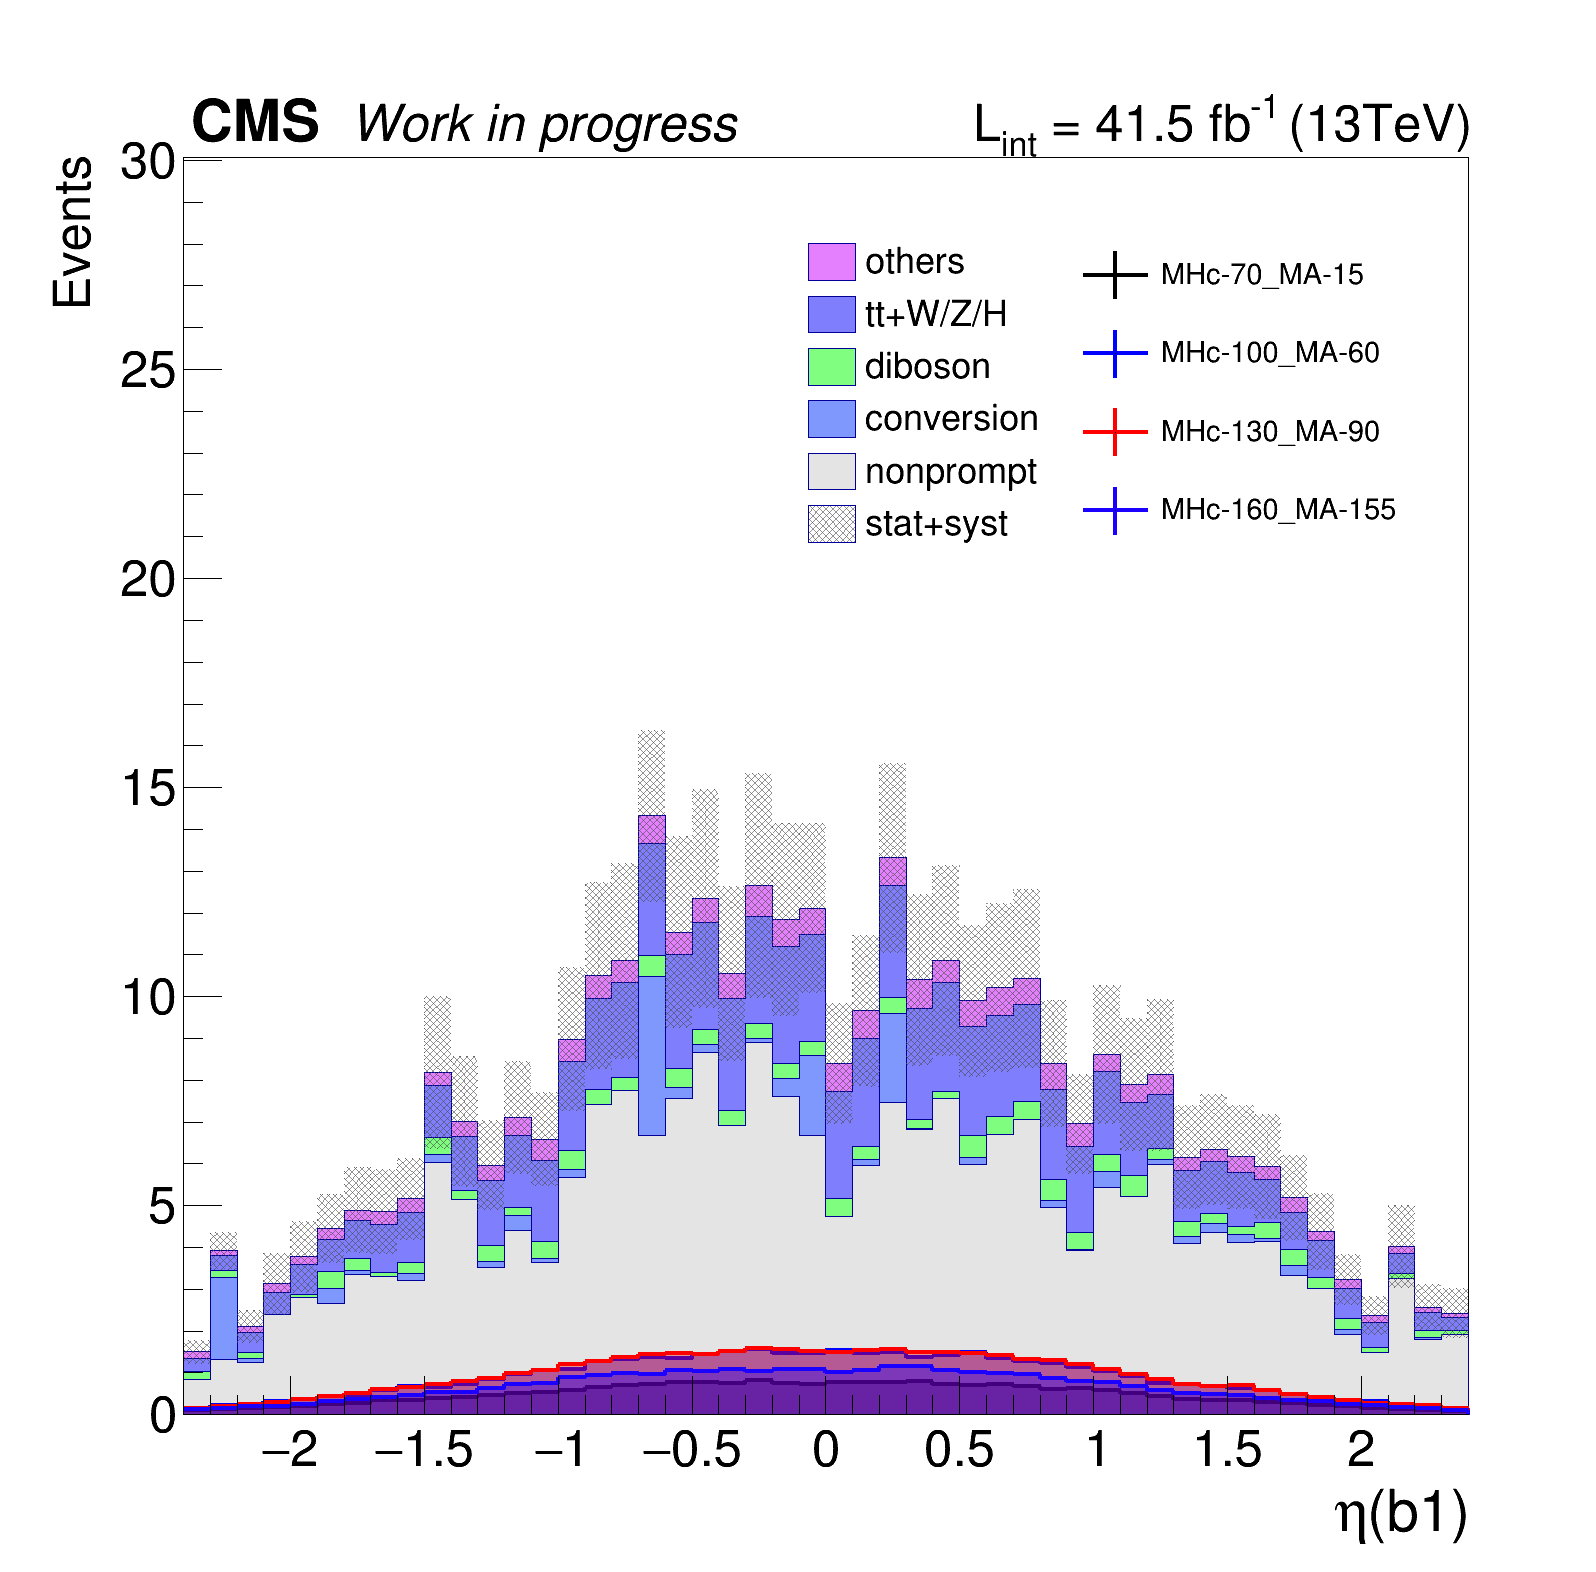 CMS Work in progress
L_int = 41.5 fb^-1 (13TeV)
Events
30
25
20
15
10
5
0
others
tt+W/Z/H
diboson
conversion
nonprompt
stat+syst
MHc-70_MA-15
MHc-100_MA-60
MHc-130_MA-90
MHc-160_MA-155
−2 −1.5 −1 −0.5 0 0.5 1 1.5 2
η(b1)